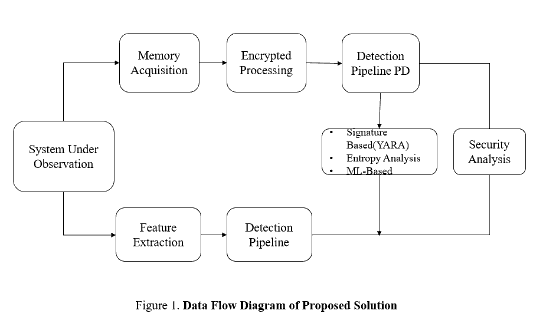 Memory
Acquisition
Encrypted
Processing
Detection
Pipeline PD
System Under
Observation
• Signature
Based(YARA)
• Entropy Analysis
• ML-Based
Security
Analysis
Feature
Extraction
Detection
Pipeline
Figure 1. Data Flow Diagram of Proposed Solution